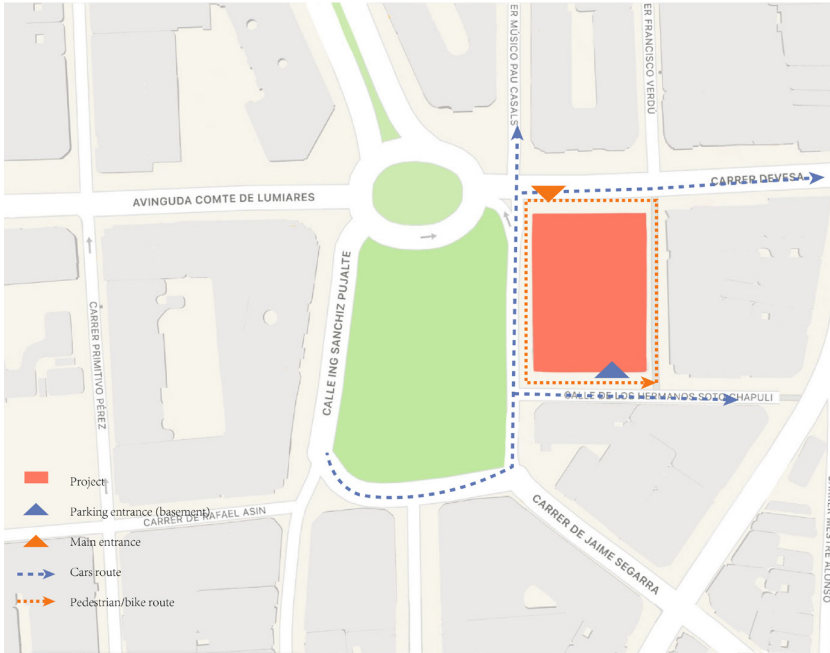 ER MÚSICO PAU CASALS
ER FRANCISCO VERDÚ
CARRER DEVESA
AVINGUDA COMTE DE LUMIARES
CALLE ING SANCHIZ PUJALTE
CARRER PRIMITIVO PÉREZ
CALLE DE LOS HERMANOS SOTO CHAPULI
CARRER DE RAFAEL ASIN
CARRER DE JAIME SEGARRA
MESTRE ALONSO
Project
Parking entrance (basement)
Main entrance
Cars route
Pedestrian/bike route